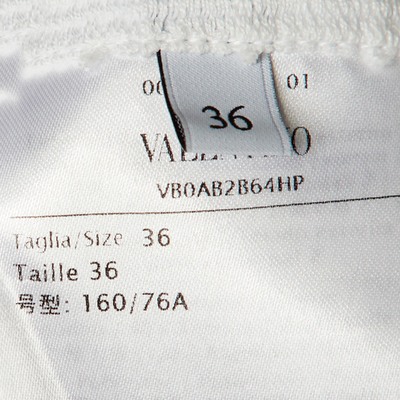 01
36
VB0AB2B64HP
Taglia/Size 36
Taille 36
号型: 160/76A